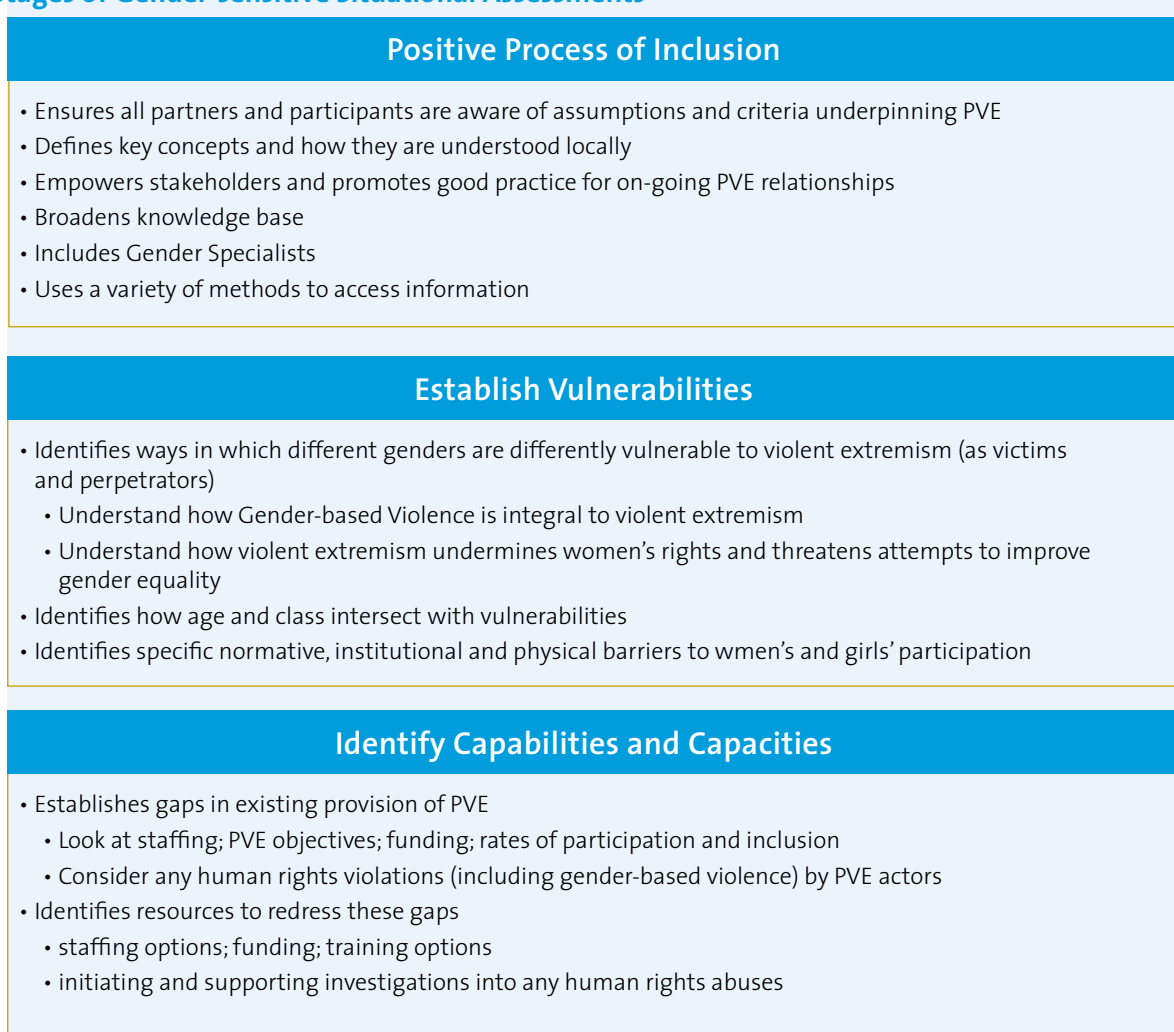 Stages of Gender-sensitive Situational Assessments
Positive Process of Inclusion
• Ensures all partners and participants are aware of assumptions and criteria underpinning PVE
• Defines key concepts and how they are understood locally
• Empowers stakeholders and promotes good practice for on-going PVE relationships
• Broadens knowledge base
• Includes Gender Specialists
• Uses a variety of methods to access information
Establish Vulnerabilities
• Identifies ways in which different genders are differently vulnerable to violent extremism (as victims
and perpetrators)
• Understand how Gender-based Violence is integral to violent extremism
• Understand how violent extremism undermines women's rights and threatens attempts to improve
gender equality
• Identifies how age and class intersect with vulnerabilities
• Identifies specific normative, institutional and physical barriers to wmen's and girls' participation
Identify Capabilities and Capacities
• Establishes gaps in existing provision of PVE
• Look at staffing; PVE objectives; funding; rates of participation and inclusion
• Consider any human rights violations (including gender-based violence) by PVE actors
• Identifies resources to redress these gaps
• staffing options; funding; training options
• initiating and supporting investigations into any human rights abuses